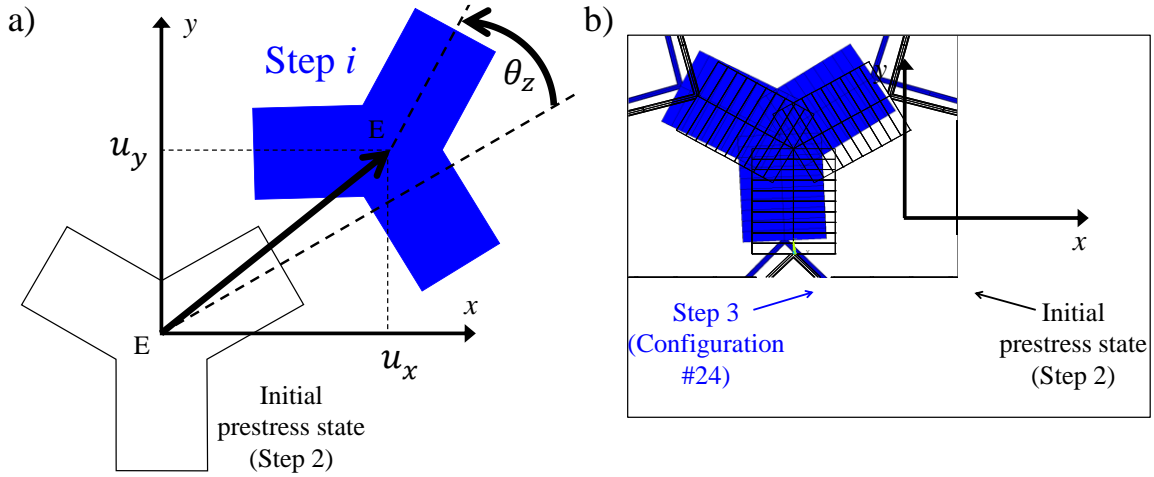 a)
y
Step i
θz
E
uy
x
E
ux
Initial
prestress state
(Step 2)
b)
y
x
Step 3
(Configuration
#24)
Initial
prestress state
(Step 2)